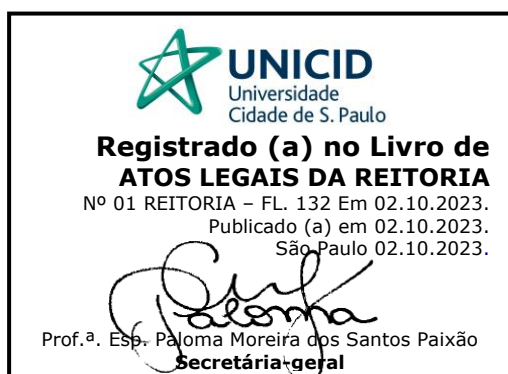 UNICID
Universidade
Cidade de S. Paulo
Registrado (a) no Livro de
ATOS LEGAIS DA REITORIA
Nº 01 REITORIA – FL. 132 Em 02.10.2023.
Publicado (a) em 02.10.2023.
São Paulo 02.10.2023.
Paloma
Prof.ª. Esp. Paloma Moreira dos Santos Paixão
Secretária-geral